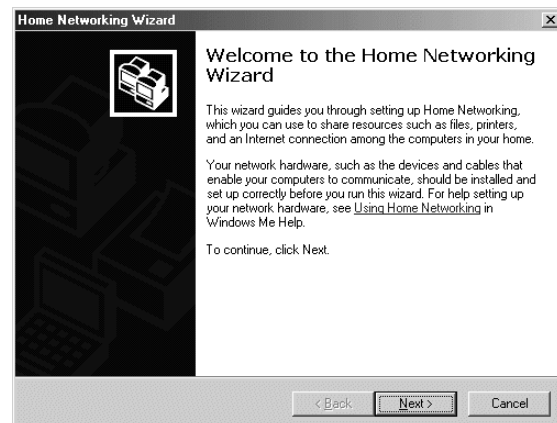 Home Networking Wizard
Welcome to the Home Networking
Wizard
This wizard guides you through setting up Home Networking,
which you can use to share resources such as files, printers,
and an Internet connection among the computers in your home.
Your network hardware, such as the devices and cables that
enable your computers to communicate, should be installed and
set up correctly before you run this wizard. For help setting up
your network hardware, see Using Home Networking in
Windows Me Help.
To continue, click Next.
< Back Next > Cancel